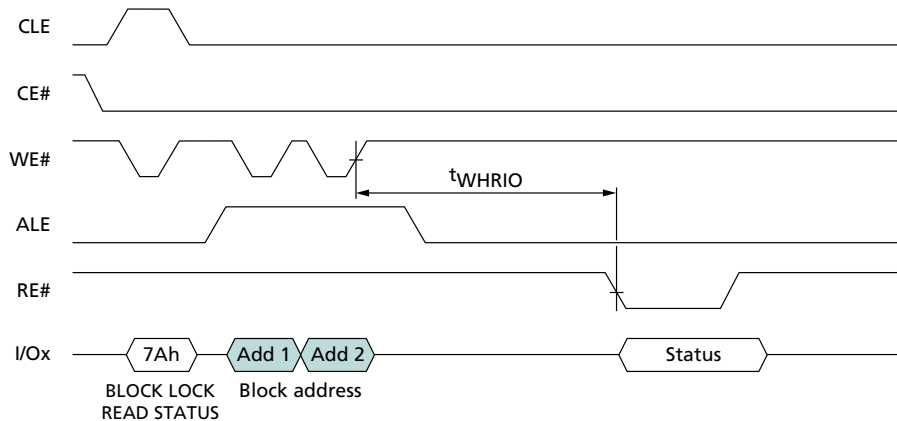 CLE
CE#
WE#
tWHRIO
ALE
RE#
I/Ox 7Ah Add 1 Add 2 Status
BLOCK LOCK Block address
READ STATUS